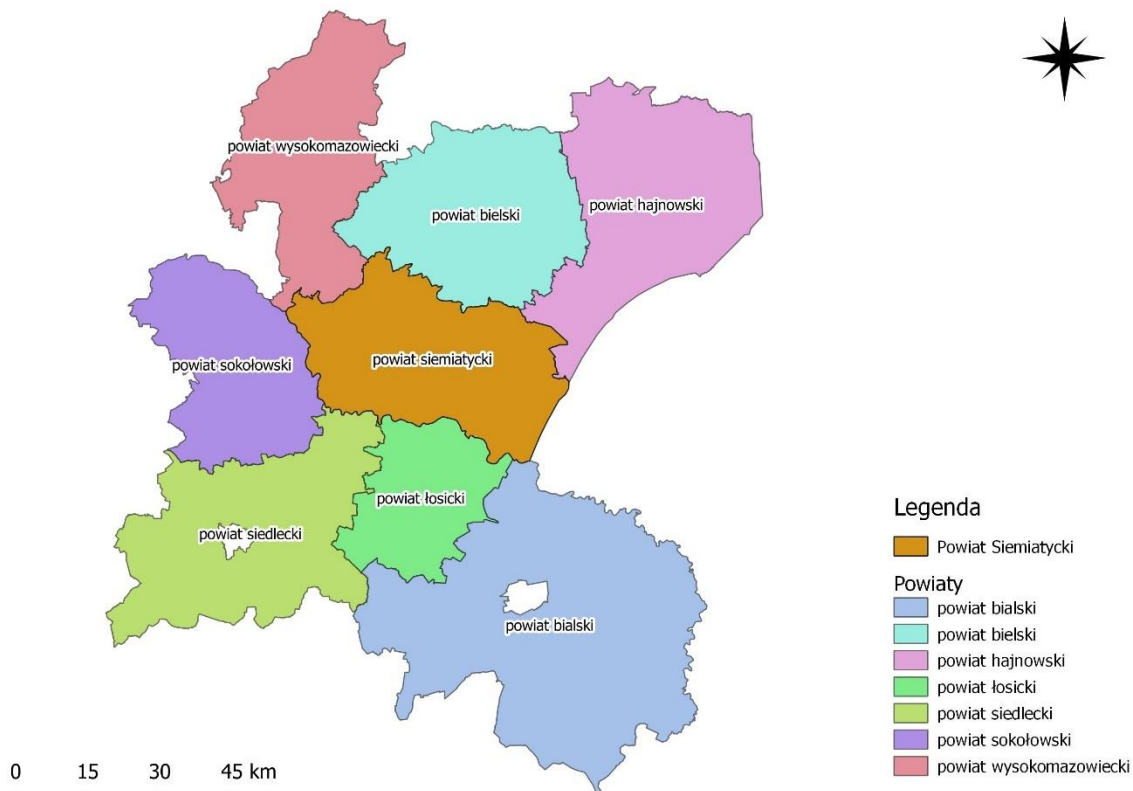 powiat wysokomazowiecki
powiat bielski
powiat hajnowski
powiat sokołowski
powiat siemiatycki
powiat łosicki
powiat siedlecki
powiat bialski
Legenda
Powiat Siemiatycki
Powiaty
powiat bialski
powiat bielski
powiat hajnowski
powiat łosicki
powiat siedlecki
powiat sokołowski
powiat wysokomazowiecki
0 15 30 45 km